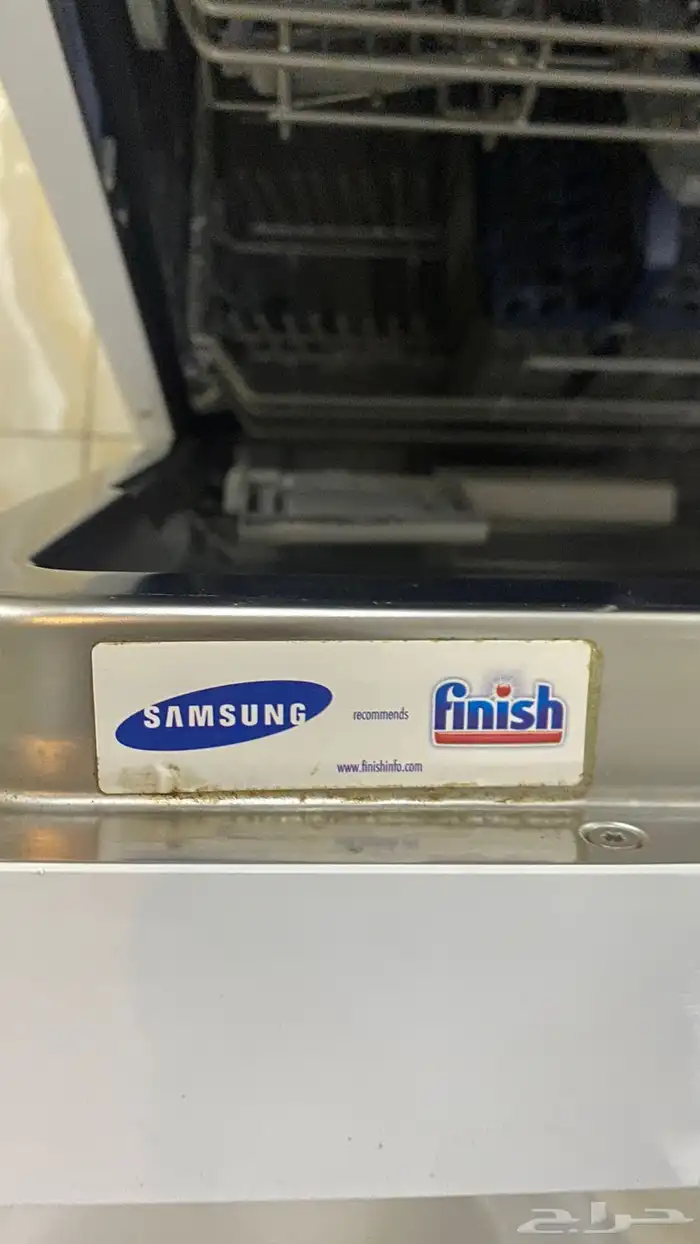 SAMSUNG recommends finish
www.finishinfo.com
حراج